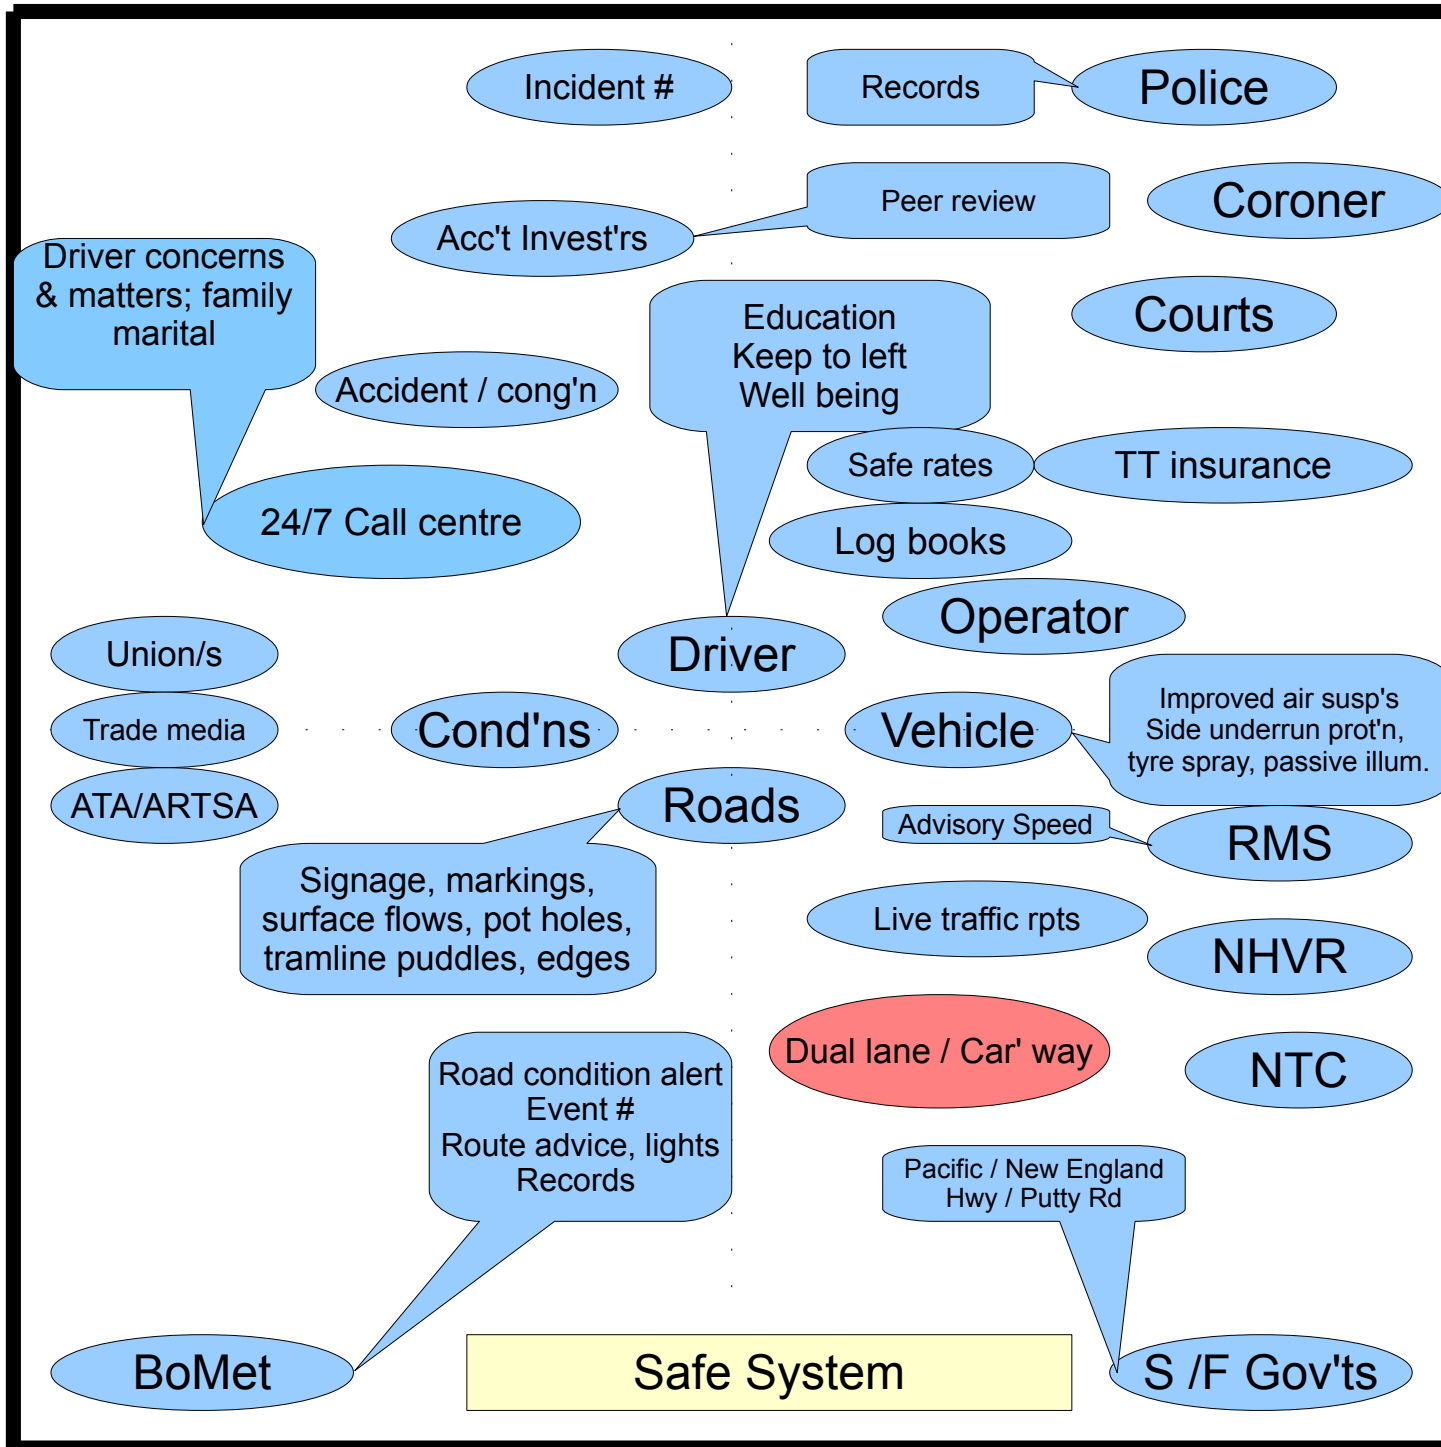 Incident #
Records
Police
Peer review
Coroner
Acc't Invest'rs
Driver concerns
& matters; family
marital
Education
Keep to left
Well being
Courts
Accident / cong'n
Safe rates
TT insurance
24/7 Call centre
Log books
Operator
Union/s
Driver
Trade media
Cond'ns
Vehicle
Improved air susp's
Side underrun prot'n,
tyre spray, passive illum.
ATA/ARTSA
Roads
Advisory Speed
RMS
Signage, markings,
surface flows, pot holes,
tramline puddles, edges
Live traffic rpts
NHVR
Dual lane / Car' way
NTC
Road condition alert
Event #
Route advice, lights
Records
Pacific / New England
Hwy / Putty Rd
BoMet
Safe System
S /F Gov'ts